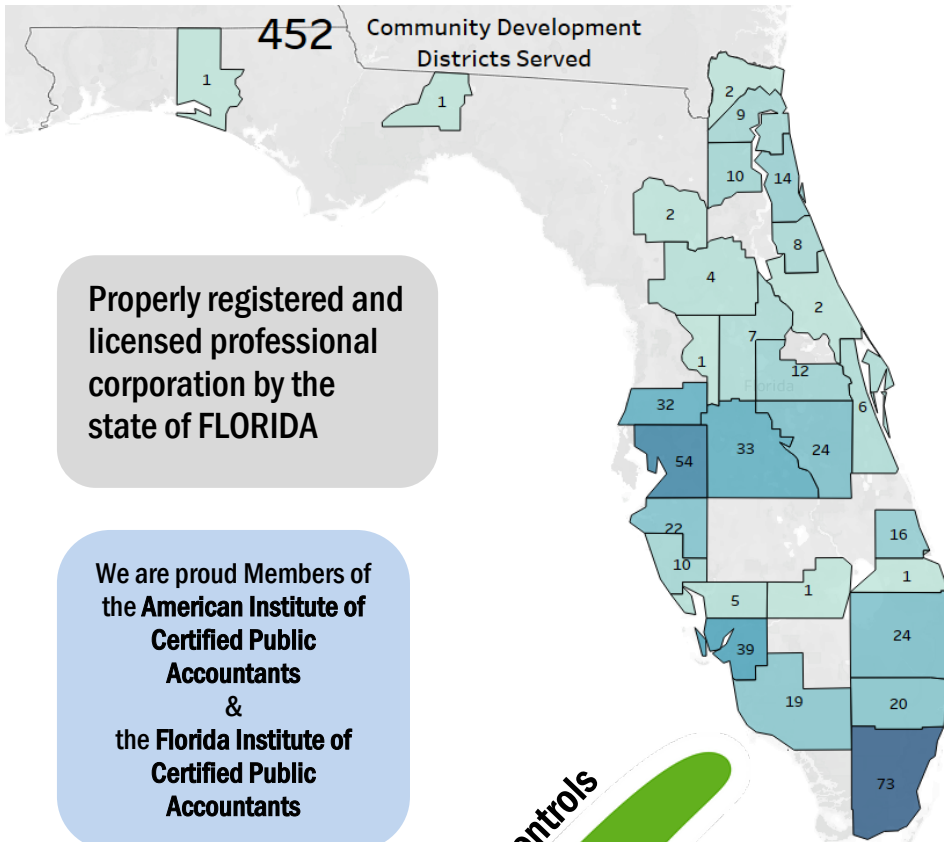 452
Community Development
Districts Served
1
1
2
9
10
14
2
8
4
2
7
1
12
Florida
6
32
33
24
54
22
16
10
1
1
5
24
39
19
20
73
Properly registered and
licensed professional
corporation by the
state of FLORIDA
We are proud Members of
the American Institute of
Certified Public
Accountants
&
the Florida Institute of
Certified Public
Accountants